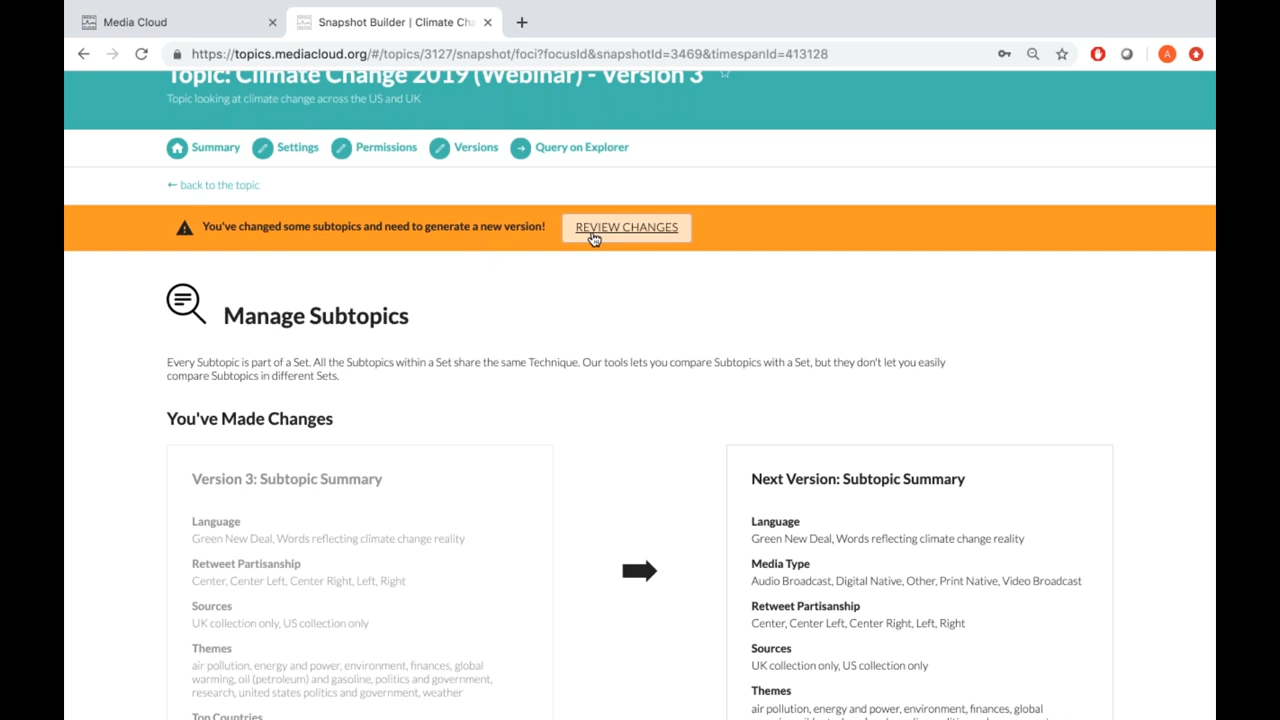 Media Cloud
Snapshot Builder | Climate Cha
https://topics.mediacloud.org/#/topics/3127/snapshot/foci?focusId&snapshotId=3469&timespanId=413128
A
Topic: Climate Change 2019 (Webinar) - Version 3
Topic looking at climate change across the US and UK
Summary Settings Permissions Versions Query on Explorer
← back to the topic
You've changed some subtopics and need to generate a new version! REVIEW CHANGES
Manage Subtopics
Every Subtopic is part of a Set. All the Subtopics within a Set share the same Technique. Our tools lets you compare Subtopics with a Set, but they don't let you easily
compare Subtopics in different Sets.
You've Made Changes
Version 3: Subtopic Summary
Language
Green New Deal, Words reflecting climate change reality
Retweet Partisanship
Center, Center Left, Center Right, Left, Right
Sources
UK collection only, US collection only
Themes
air pollution, energy and power, environment, finances, global
warming, oil (petroleum) and gasoline, politics and government,
research, united states politics and government, weather
Top Countries
Next Version: Subtopic Summary
Language
Green New Deal, Words reflecting climate change reality
Media Type
Audio Broadcast, Digital Native, Other, Print Native, Video Broadcast
Retweet Partisanship
Center, Center Left, Center Right, Left, Right
Sources
UK collection only, US collection only
Themes
air pollution, energy and power, environment, finances, global